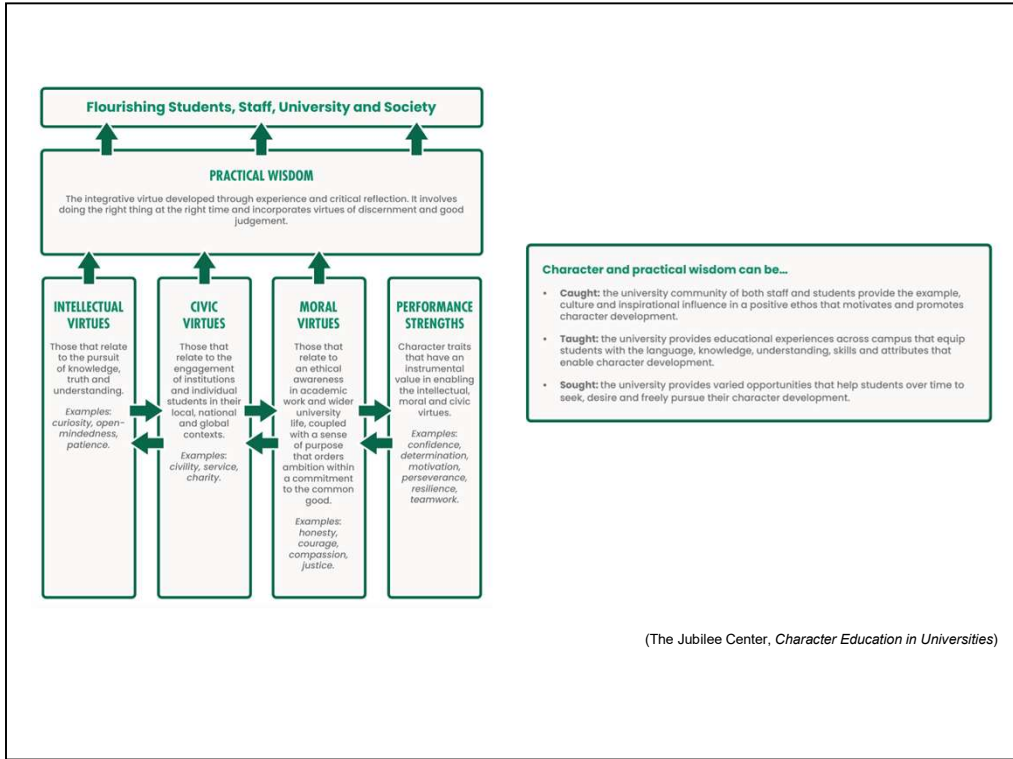 Flourishing Students, Staff, University and Society
PRACTICAL WISDOM
The integrative virtue developed through experience and critical reflection. It involves
doing the right thing at the right time and incorporates virtues of discernment and good
judgement.
INTELLECTUAL
VIRTUES
Those that relate
to the pursuit
of knowledge,
truth and
understanding.
Examples:
curiosity, open-
mindedness,
patience.
CIVIC
VIRTUES
Those that
relate to the
engagement
of institutions
and individual
students in their
local, national
and global
contexts.
Examples:
civility, service,
charity.
MORAL
VIRTUES
Those that
relate to
an ethical
awareness
in academic
work and wider
university
life, coupled
with a sense
of purpose
that orders
ambition within
a commitment
to the common
good.
Examples:
honesty,
courage,
compassion,
justice.
PERFORMANCE
STRENGTHS
Character traits
that have an
instrumental
value in enabling
the intellectual,
moral and civic
virtues.
Examples:
confidence,
determination,
motivation,
perseverance,
resilience,
teamwork.
Character and practical wisdom can be...
• Caught: the university community of both staff and students provide the example,
culture and inspirational influence in a positive ethos that motivates and promotes
character development.
• Taught: the university provides educational experiences across campus that equip
students with the language, knowledge, understanding, skills and attributes that
enable character development.
• Sought: the university provides varied opportunities that help students over time to
seek, desire and freely pursue their character development.
(The Jubilee Center, Character Education in Universities)